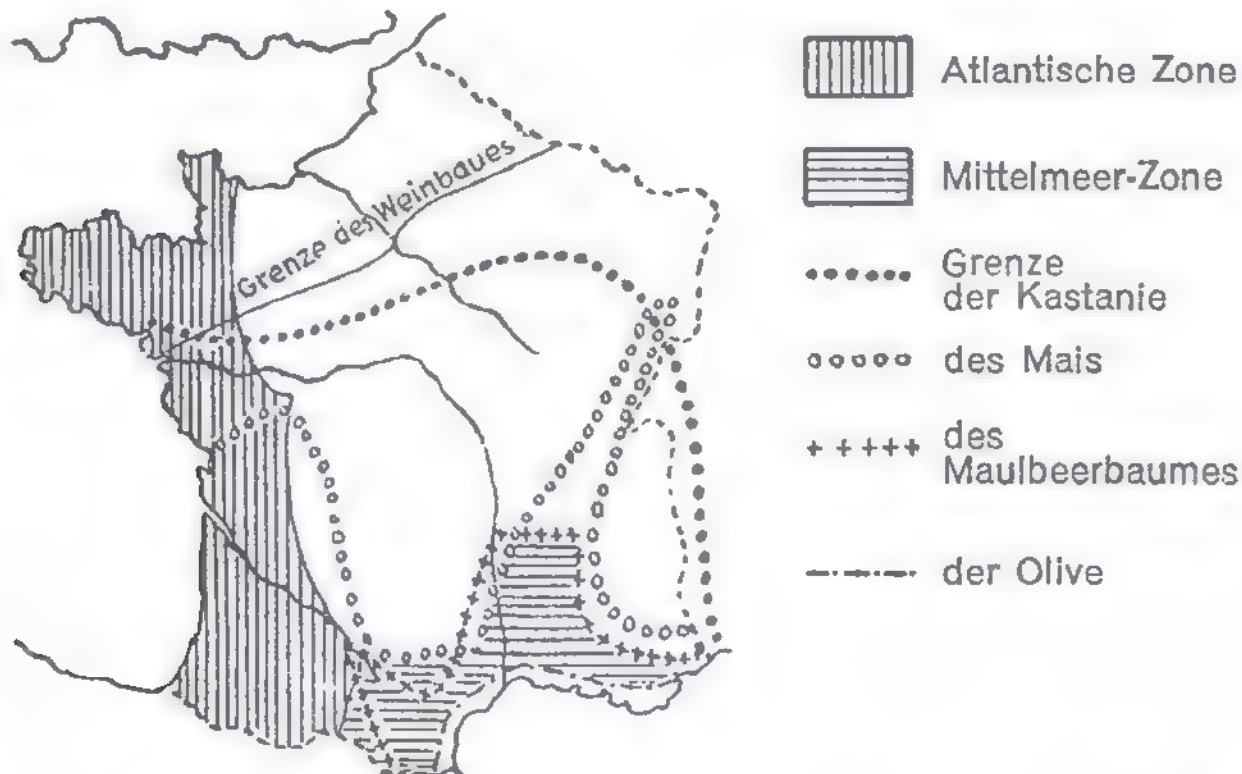 Grenze des Weinbaues
Atlantische Zone
Mittelmeer-Zone
Grenze
der Kastanie
des Mais
des
Maulbeerbaumes
der Olive